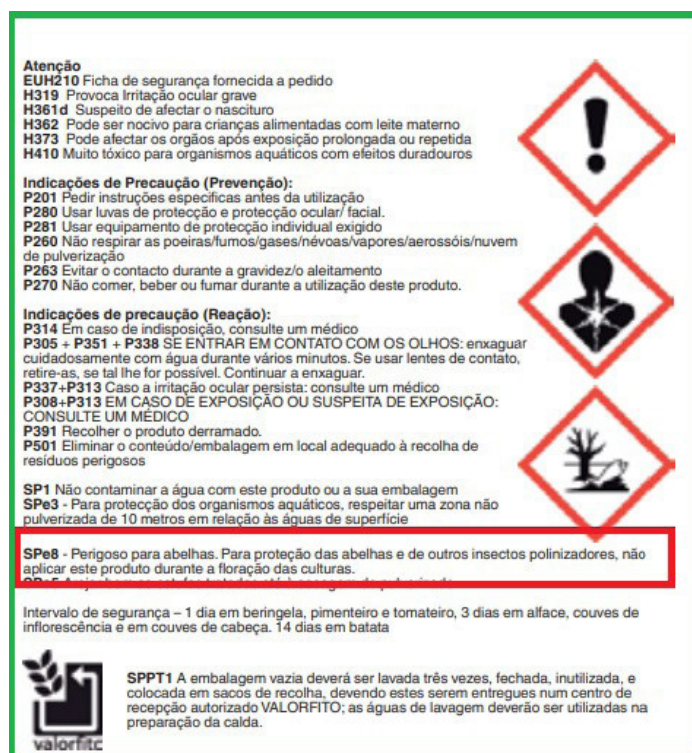 Atenção
EUH210 Ficha de segurança fornecida a pedido
H319 Provoca Irritação ocular grave
H361d Suspeito de afectar o nascituro
H362 Pode ser nocivo para crianças alimentadas com leite materno
H373 Pode afectar os orgãos após exposição prolongada ou repetida
H410 Muito tóxico para organismos aquáticos com efeitos duradouros
Indicações de Precaução (Prevenção):
P201 Pedir instruções especificas antes da utilização
P280 Usar luvas de protecção e protecção ocular/ facial.
P281 Usar equipamento de protecção individual exigido
P260 Não respirar as poeiras/fumos/gases/névoas/vapores/aerossóis/nuvem
de pulverização
P263 Evitar o contacto durante a gravidez/o aleitamento
P270 Não comer, beber ou fumar durante a utilização deste produto.
Indicações de precaução (Reação):
P314 Em caso de indisposição, consulte um médico
P305 + P351 + P338 SE ENTRAR EM CONTATO COM OS OLHOS: enxaguar
cuidadosamente com água durante vários minutos. Se usar lentes de contato,
retire-as, se tal lhe for possível. Continuar a enxaguar.
P337+P313 Caso a irritação ocular persista: consulte um médico
P308+P313 EM CASO DE EXPOSIÇÃO OU SUSPEITA DE EXPOSIÇÃO:
CONSULTE UM MÉDICO
P391 Recolher o produto derramado.
P501 Eliminar o conteúdo/embalagem em local adequado à recolha de
resíduos perigosos
SP1 Não contaminar a água com este produto ou a sua embalagem
SPe3 - Para protecção dos organismos aquáticos, respeitar uma zona não
pulverizada de 10 metros em relação às águas de superfície
SPe8 - Perigoso para abelhas. Para proteção das abelhas e de outros insectos polinizadores, não
aplicar este produto durante a floração das culturas.
Intervalo de segurança – 1 dia em beringela, pimenteiro e tomateiro, 3 dias em alface, couves de
inflorescência e em couves de cabeça. 14 dias em batata
SPPT1 A embalagem vazia deverá ser lavada três vezes, fechada, inutilizada, e
colocada em sacos de recolha, devendo estes serem entregues num centro de
recepção autorizado VALORFITO; as águas de lavagem deverão ser utilizadas na
preparação da calda.
valorfito